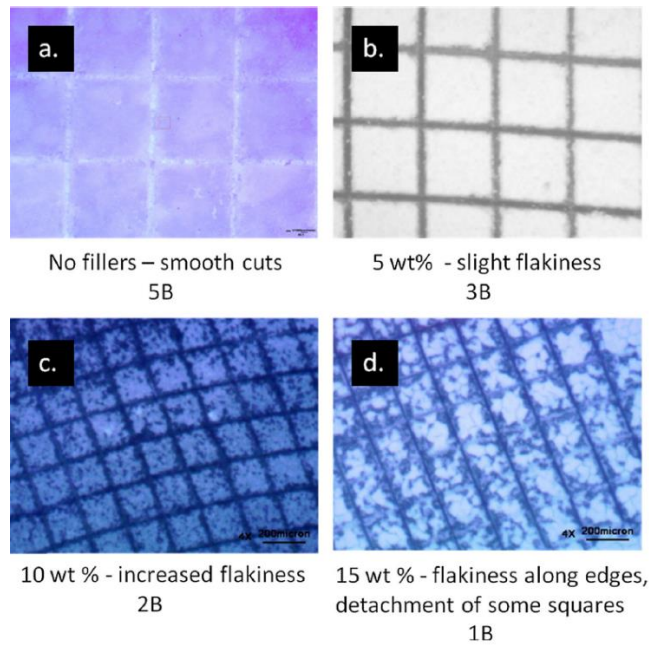 a.
b.
No fillers – smooth cuts
5B
5 wt% - slight flakiness
3B
c.
4X 200micron
d.
4X 200micron
10 wt % - increased flakiness
2B
15 wt % - flakiness along edges,
detachment of some squares
1B